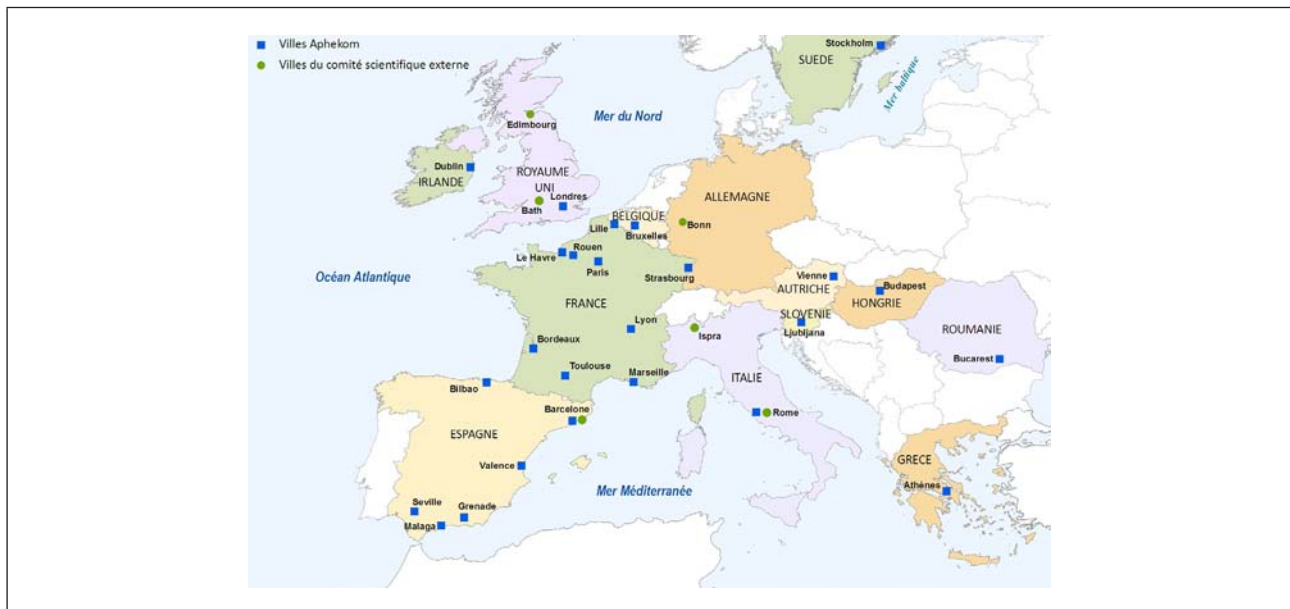 Villes Aphekom
Villes du comité scientifique externe
Stockholm
SUEDE
Mer baltique
Mer du Nord
Edimbourg
Dublin
IRLANDE
ROYAUME
UNI
Londres
Bath
ALLEMAGNE
BELGIQUE
Lille
Bruxelles
Bonn
Le Havre
Rouen
Paris
Strasbourg
Océan Atlantique
Vienne
AUTRICHE
Budapest
HONGRIE
FRANCE
SLOVENIE
Ljubljana
Lyon
Ispra
ROUMANIE
Bucarest
Bordeaux
Toulouse
Marseille
ITALIE
Bilbao
Barcelone
Rome
ESPAGNE
Valence
GRECE
Athènes
Mer Méditerranée
Seville
Grenade
Malaga